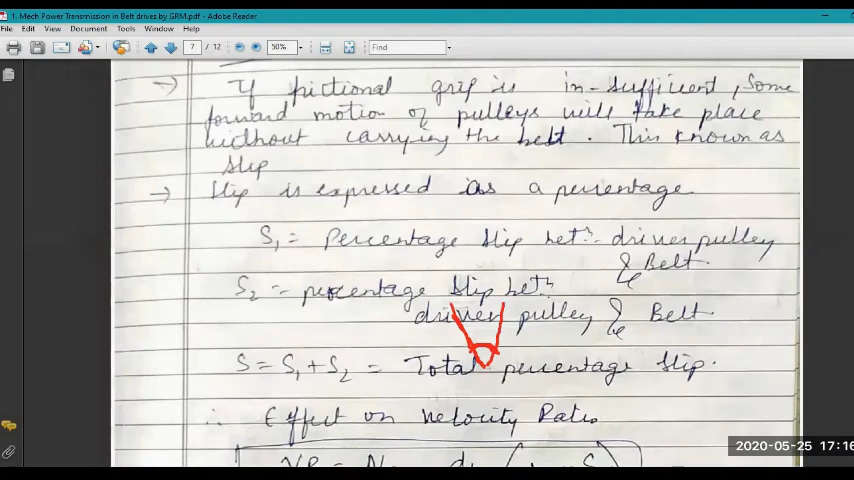 1. Mech Power Transmission in Belt drives by GRM.pdf - Adobe Reader
File Edit View Document Tools Window Help
7 / 12 50% Find
→ If frictional grip is in-sufficient, Some
forward motion of pulleys will take place
without carrying the belt. This known as
Slip
→ Slip is expressed as a percentage
S₁ = Percentage Slip betⁿ driver pulley
& Belt.
S₂ = percentage Slip betⁿ
driven pulley & Belt.
S = S₁ + S₂ = Total percentage Slip.
∴ Effect on Velocity Ratio
2020-05-25 17:16